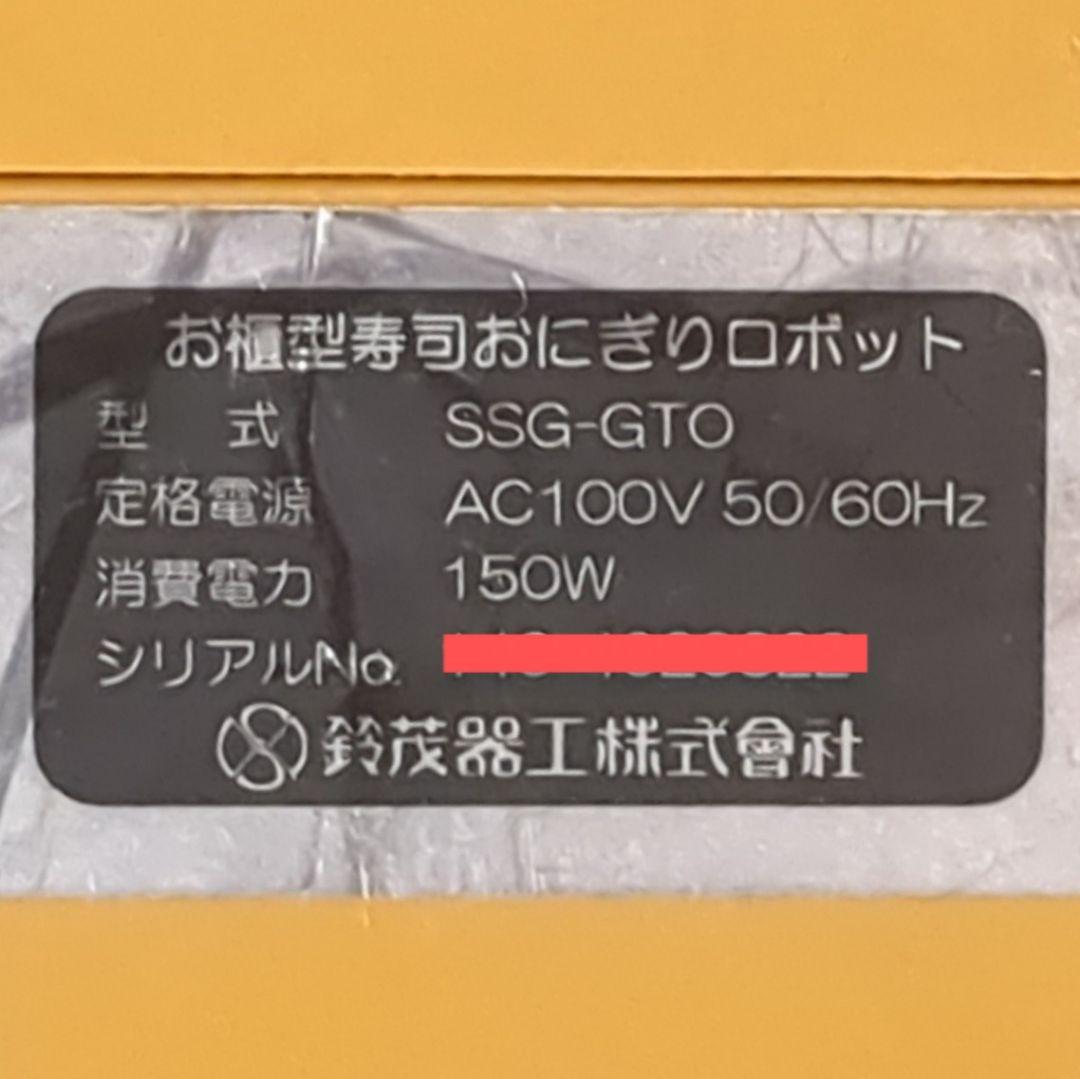 お櫃型寿司おにぎりロボット
型式 SSG-GTO
定格電源 AC100V 50/60Hz
消費電力 150W
シリアルNo.
鈴茂器工株式會社